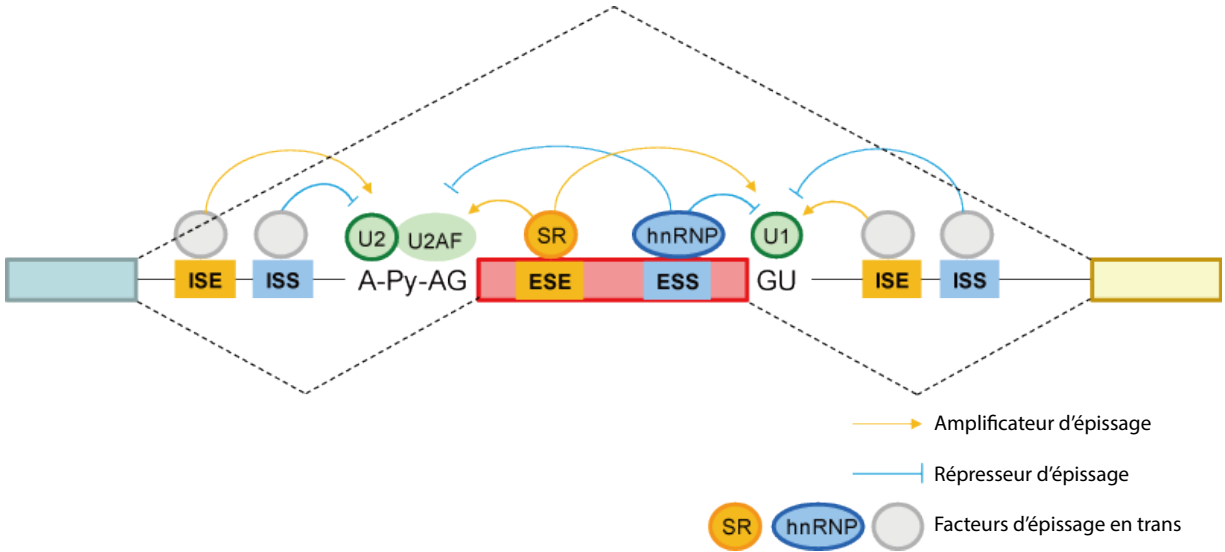 U2 U2AF SR hnRNP U1
ISE ISS A-Py-AG ESE ESS GU ISE ISS
Amplificateur d'épissage
Répresseur d'épissage
SR hnRNP Facteurs d'épissage en trans